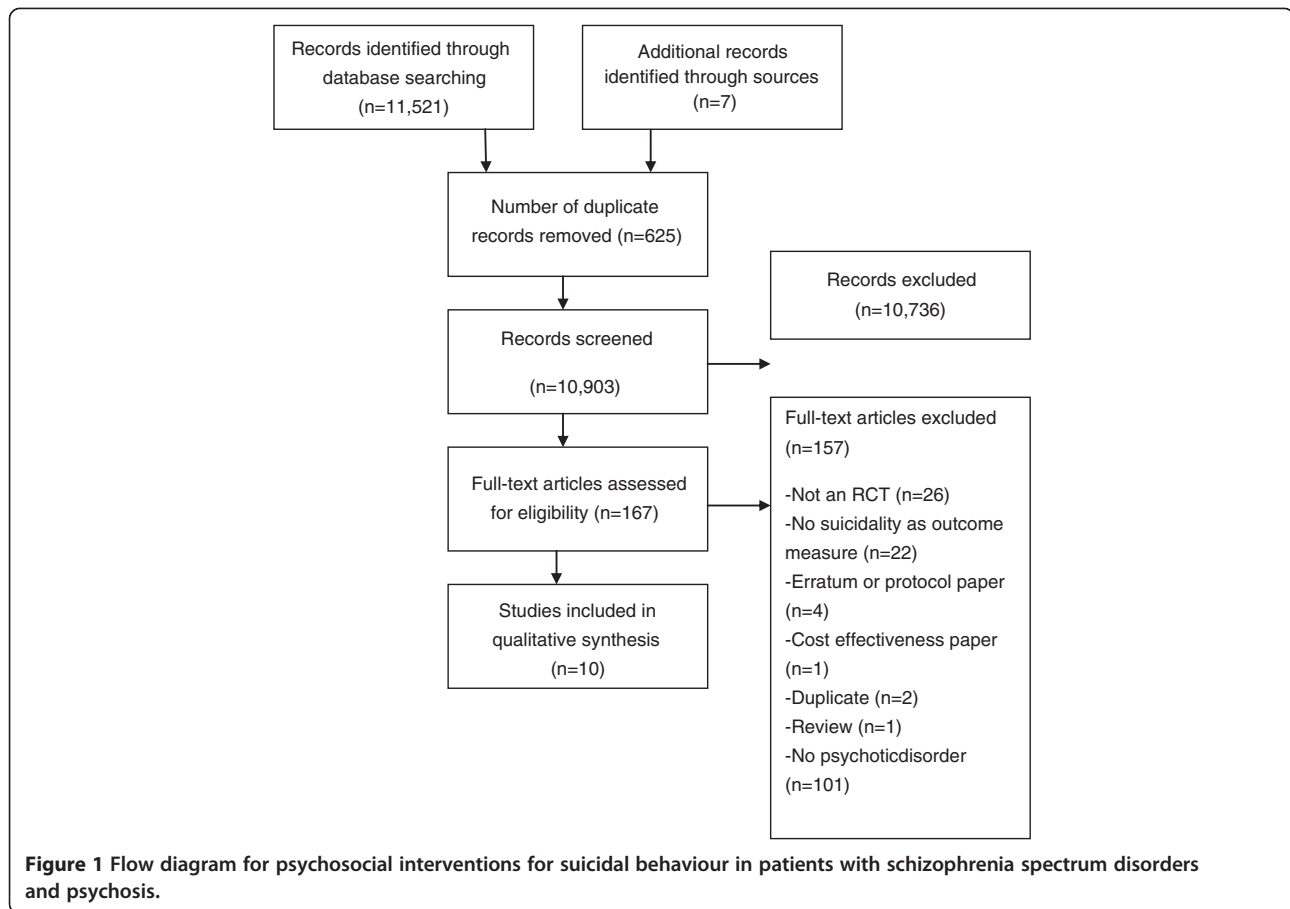 Records identified through
database searching
(n=11,521)
Additional records
identified through sources
(n=7)
Number of duplicate
records removed (n=625)
Records excluded
(n=10,736)
Records screened
(n=10,903)
Full-text articles assessed
for eligibility (n=167)
Full-text articles excluded
(n=157)
-Not an RCT (n=26)
-No suicidality as outcome
measure (n=22)
-Erratum or protocol paper
(n=4)
-Cost effectiveness paper
(n=1)
-Duplicate (n=2)
-Review (n=1)
-No psychoticdisorder
(n=101)
Studies included in
qualitative synthesis
(n=10)
Figure 1 Flow diagram for psychosocial interventions for suicidal behaviour in patients with schizophrenia spectrum disorders
and psychosis.